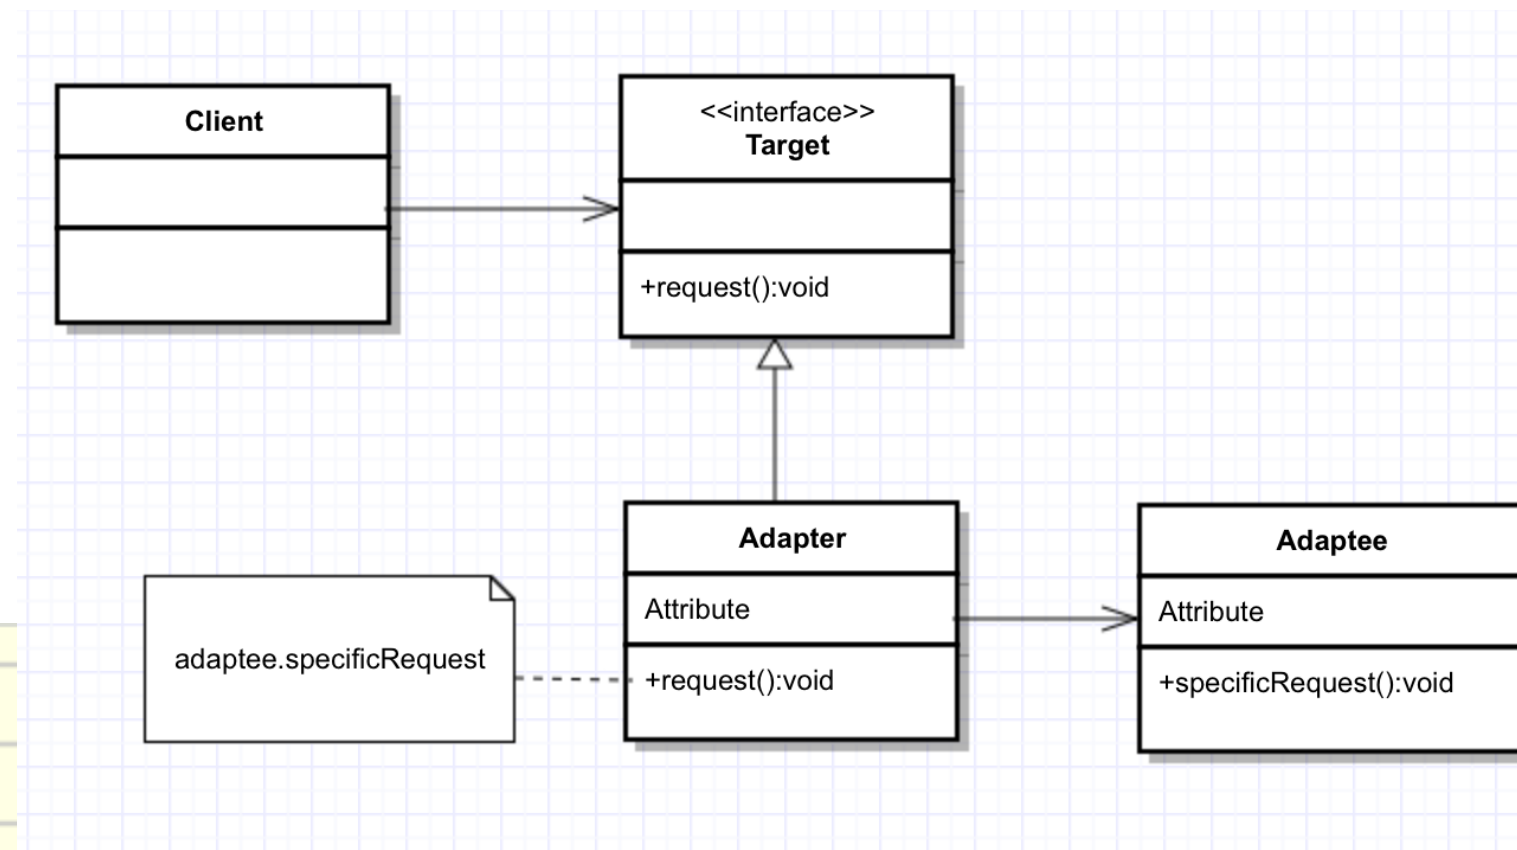 Client
<<interface>>
Target
+request():void
Adapter
Attribute
+request():void
adaptee.specificRequest
Adaptee
Attribute
+specificRequest():void